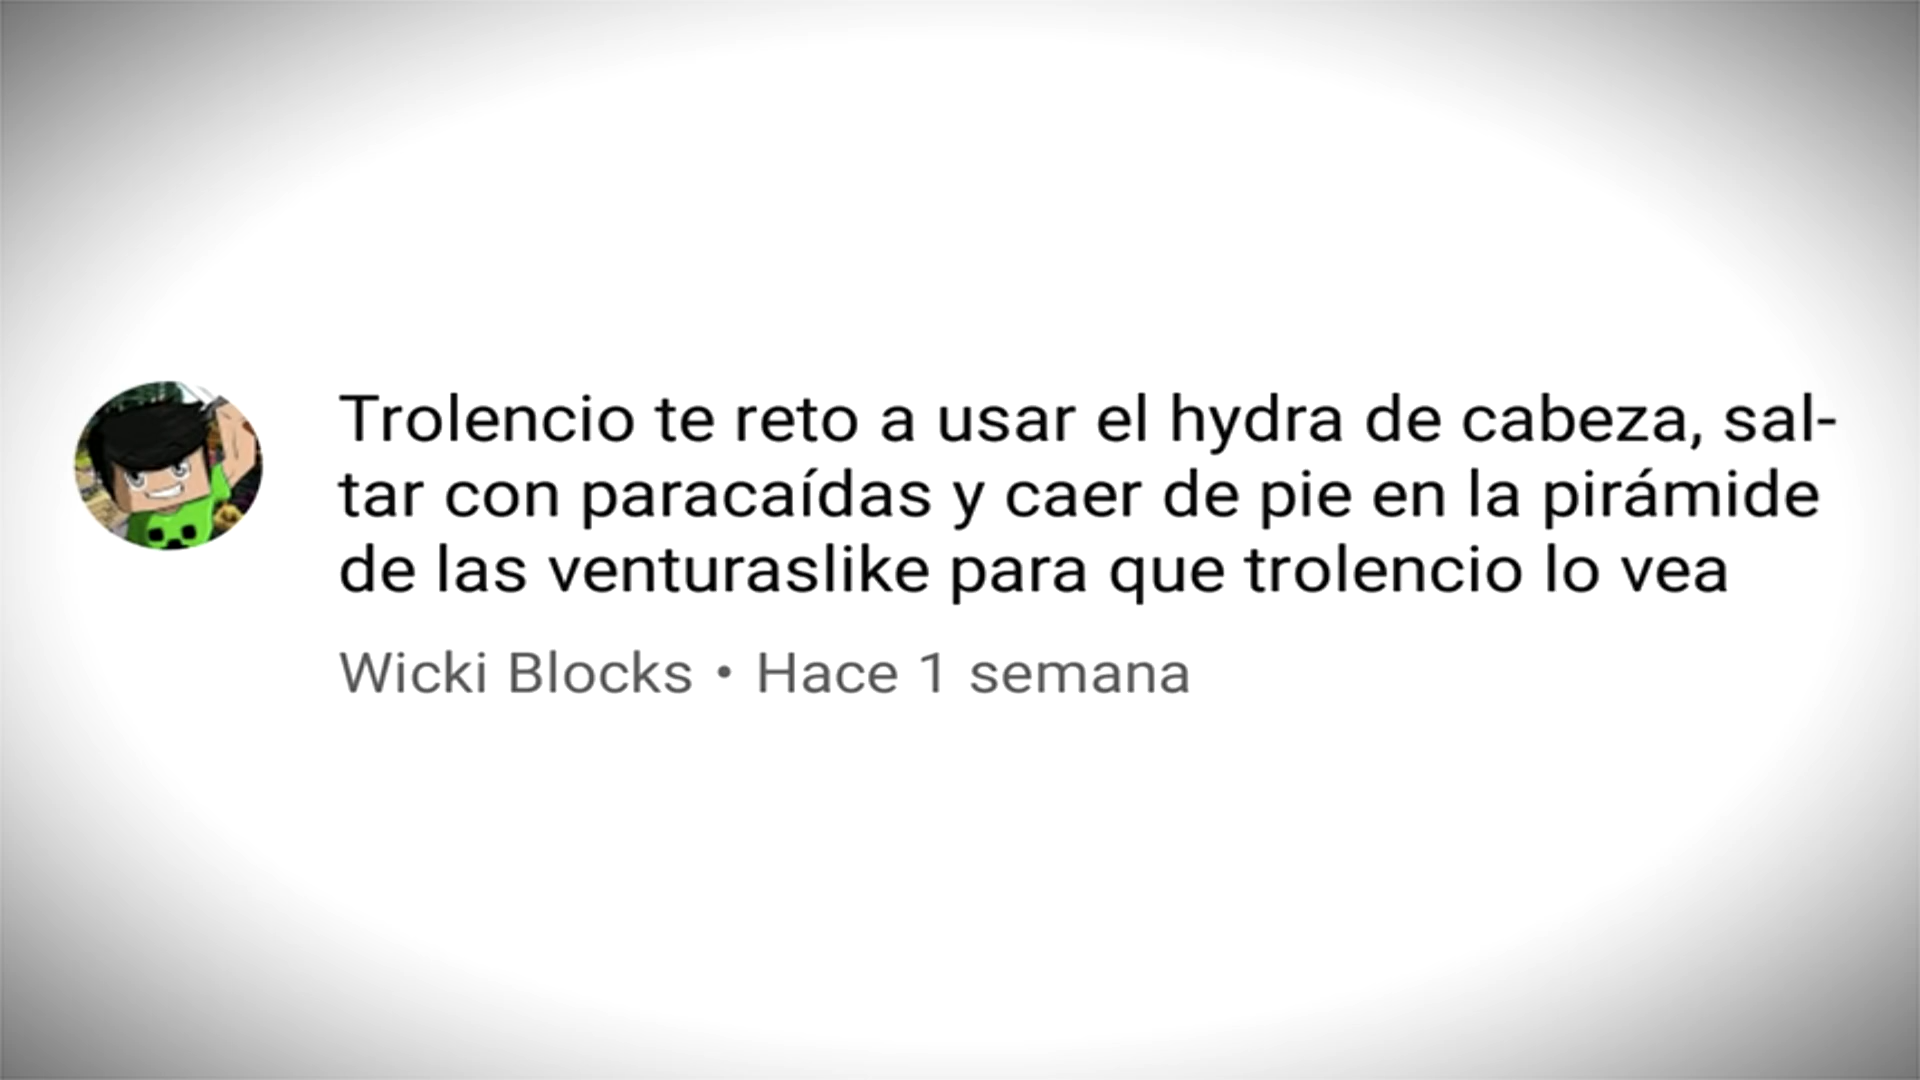 Trolencio te reto a usar el hydra de cabeza, sal-
tar con paracaídas y caer de pie en la pirámide
de las venturaslike para que trolencio lo vea
Wicki Blocks • Hace 1 semana